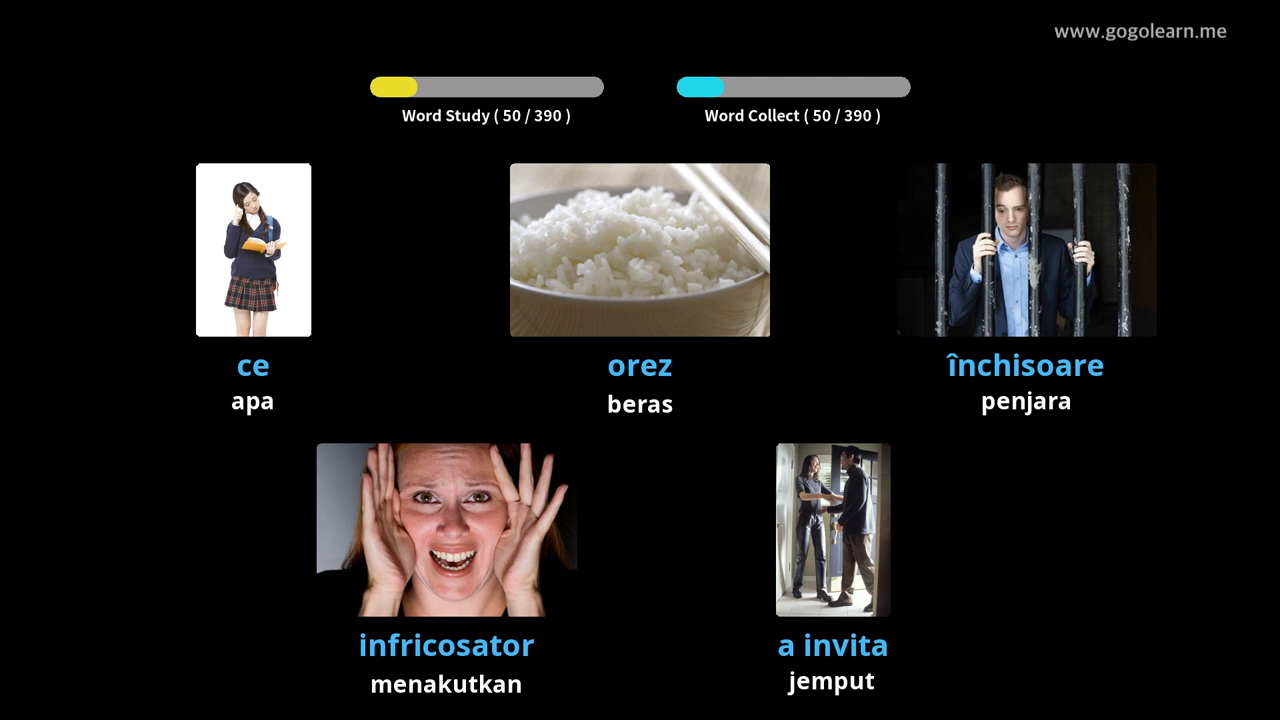 www.gogolearn.me
Word Study ( 50 / 390 )
Word Collect ( 50 / 390 )
ce
apa
orez
beras
închisoare
penjara
infricosator
menakutkan
a invita
jemput